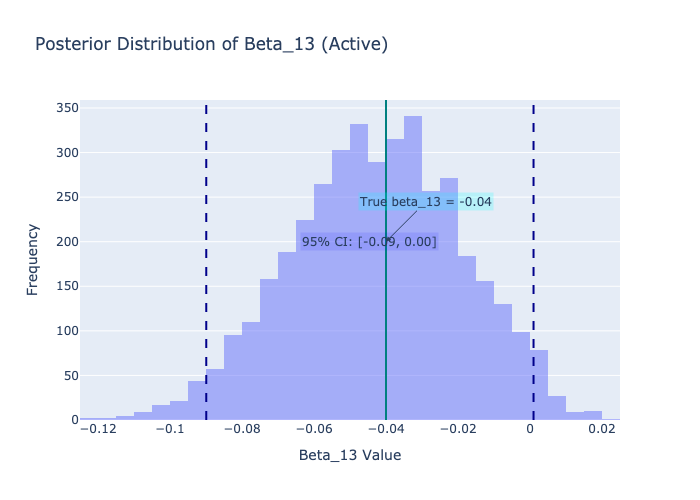 Posterior Distribution of Beta_13 (Active)
350
300
250
200
150
100
50
0
Frequency
True beta_13 = -0.04
95% CI: [-0.09, 0.00]
−0.12 −0.1 −0.08 −0.06 −0.04 −0.02 0 0.02
Beta_13 Value